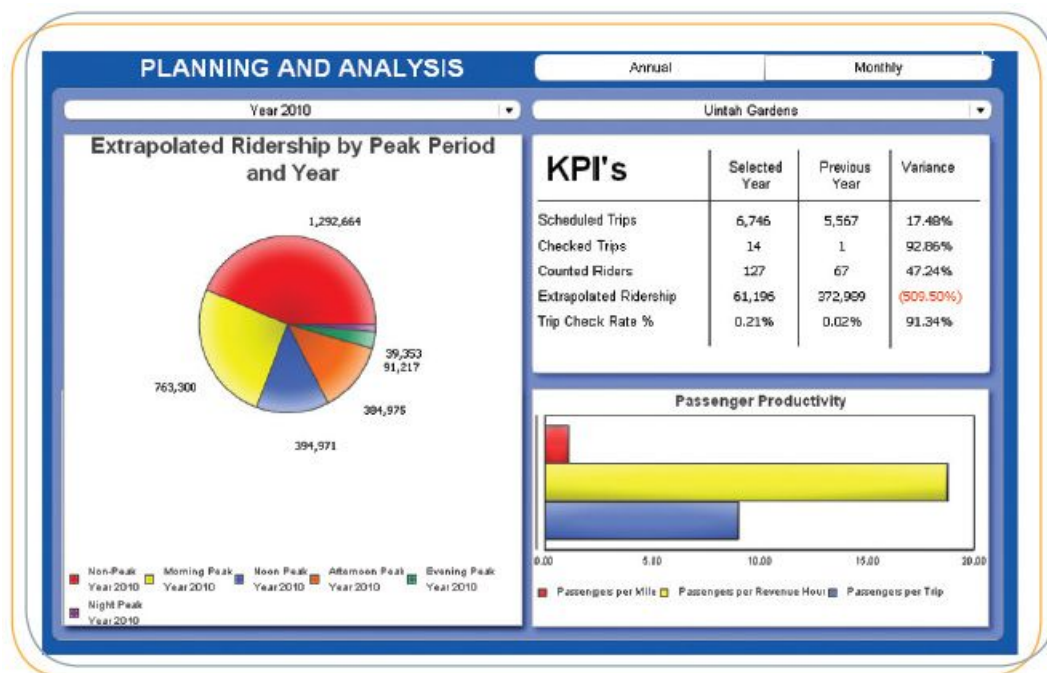 PLANNING AND ANALYSIS
Annual
Monthly
Year 2010
Uintah Gardens
Extrapolated Ridership by Peak Period
and Year
1,292,664
39,353
91,217
384,975
394,971
763,300
Non-Peak
Year 2010
Morning Peak
Year 2010
Noon Peak
Year 2010
Afternoon Peak
Year 2010
Evening Peak
Year 2010
Night Peak
Year 2010
KPI's
Selected
Year
Previous
Year
Variance
Scheduled Trips 6,746 5,567 17.48%
Checked Trips 14 1 92.86%
Counted Riders 127 67 47.24%
Extrapolated Ridership 61,196 372,989 (509.50%)
Trip Check Rate % 0.21% 0.02% 91.34%
Passenger Productivity
0.00 5.00 10.00 15.00 20.00
Passengers per Mile Passengers per Revenue Hour Passengers per Trip